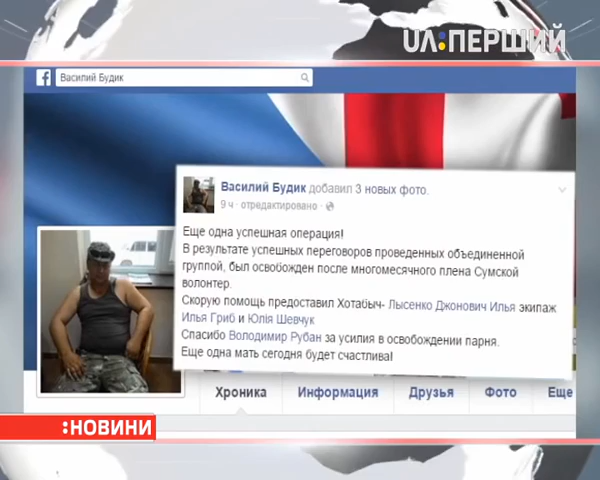 UA:ПЕРШИЙ
f Василий Будик
Василий Будик добавил 3 новых фото.
9 ч · отредактировано ·
Еще одна успешная операция!
В результате успешных переговоров проведенных объединенной
группой, был освобожден после многомесячного плена Сумской
волонтер.
Скорую помощь предоставил Хотабыч- Лысенко Джонович Илья экипаж
Илья Гриб и Юлія Шевчук
Спасибо Володимир Рубан за усилия в освобождении парня.
Еще одна мать сегодня будет счастлива!
Хроника Информация Друзья Фото Еще
:НОВИНИ